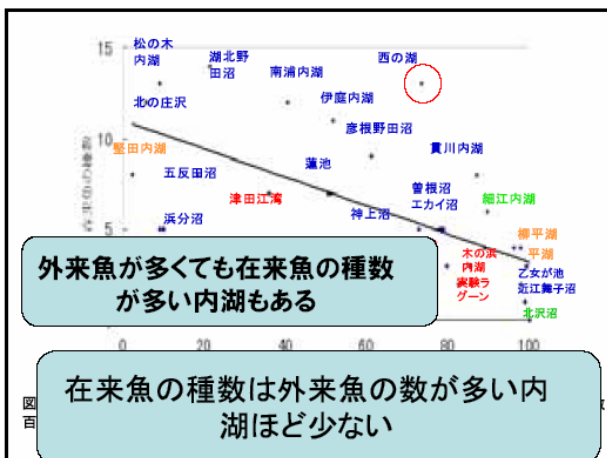 15
松の木
内湖
湖北野
田沼
南浦内湖
西の湖
北の庄沢
伊庭内湖
彦根野田沼
10
堅田内湖
五反田沼
蓮池
貫川内湖
津田江湾
曽根沼
エカイ沼
細江内湖
浜分沼
神上沼
5
柳平湖
木の浜
内湖
平湖
実験ラ
グーン
乙女が池
近江舞子沼
北沢沼
外来魚が多くても在来魚の種数
が多い内湖もある
0
20
40
60
80
100
在来魚の種数は外来魚の数が多い内
湖ほど少ない
図
百